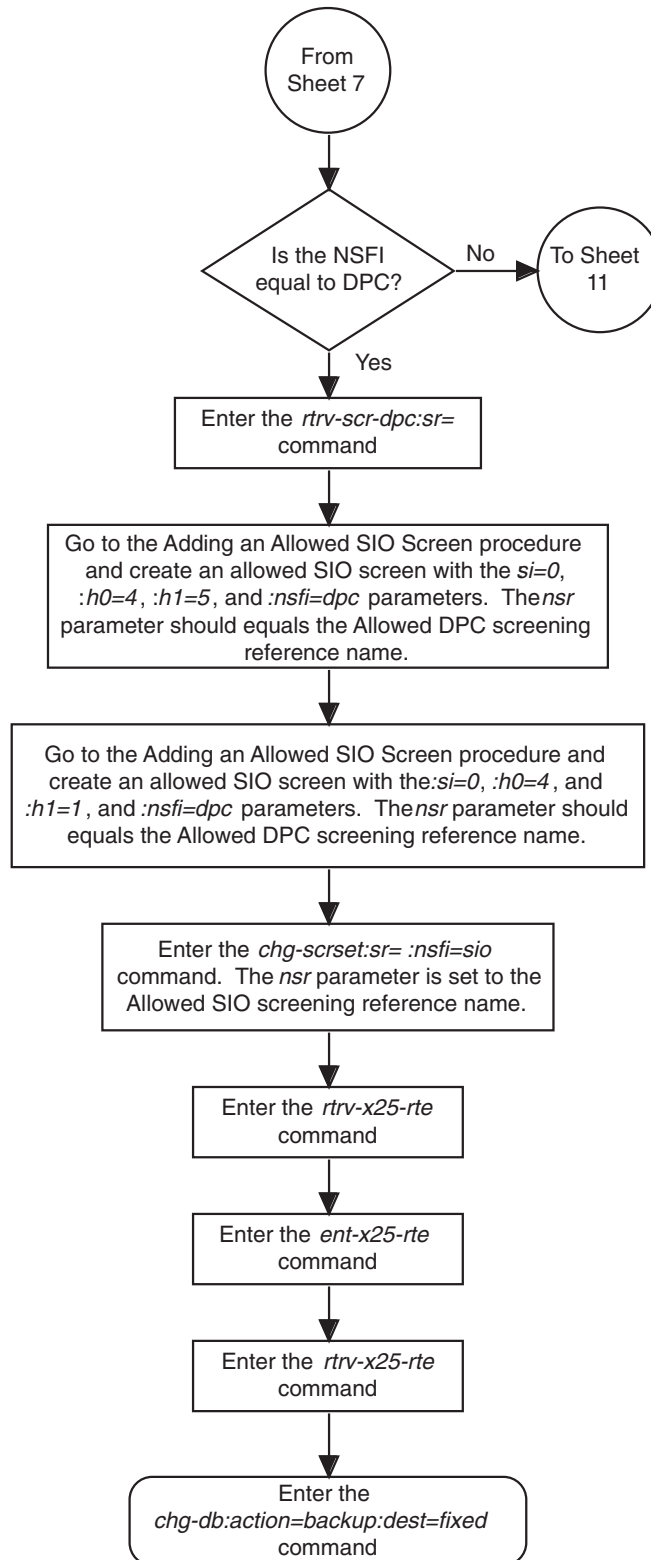 From
Sheet 7
Is the NSFI
equal to DPC?
No
To Sheet
11
Yes
Enter the rtrv-scr-dpc:sr=
command
Go to the Adding an Allowed SIO Screen procedure
and create an allowed SIO screen with the si=0,
:h0=4, :h1=5, and :nsfi=dpc parameters. The nsr
parameter should equals the Allowed DPC screening
reference name.
Go to the Adding an Allowed SIO Screen procedure and
create an allowed SIO screen with the :si=0, :h0=4, and
:h1=1, and :nsfi=dpc parameters. The nsr parameter should
equals the Allowed DPC screening reference name.
Enter the chg-scrset:sr= :nsfi=sio
command. The nsr parameter is set to the
Allowed SIO screening reference name.
Enter the rtrv-x25-rte
command
Enter the ent-x25-rte
command
Enter the rtrv-x25-rte
command
Enter the
chg-db:action=backup:dest=fixed
command